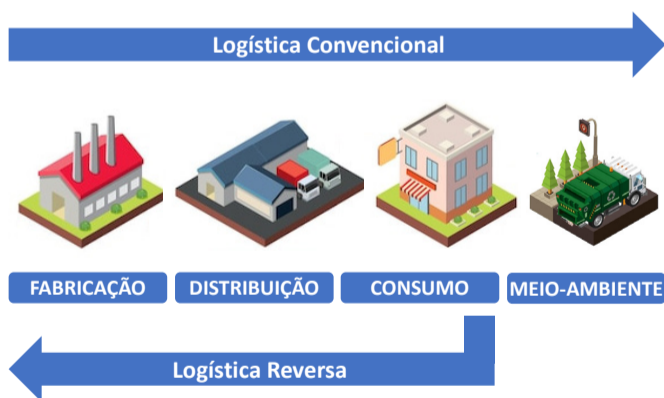 Logística Convencional
FABRICAÇÃO
DISTRIBUIÇÃO
CONSUMO
MEIO-AMBIENTE
Logística Reversa